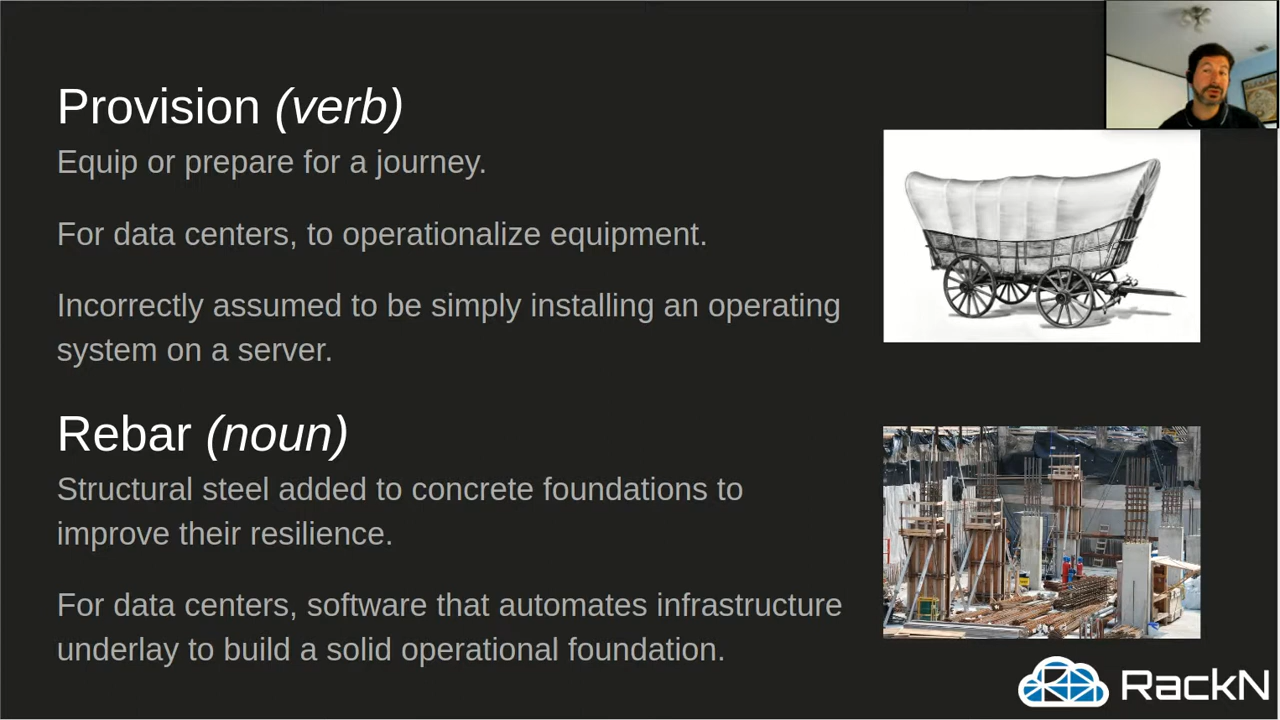 Provision (verb)
Equip or prepare for a journey.
For data centers, to operationalize equipment.
Incorrectly assumed to be simply installing an operating
system on a server.
Rebar (noun)
Structural steel added to concrete foundations to
improve their resilience.
For data centers, software that automates infrastructure
underlay to build a solid operational foundation.
RackN